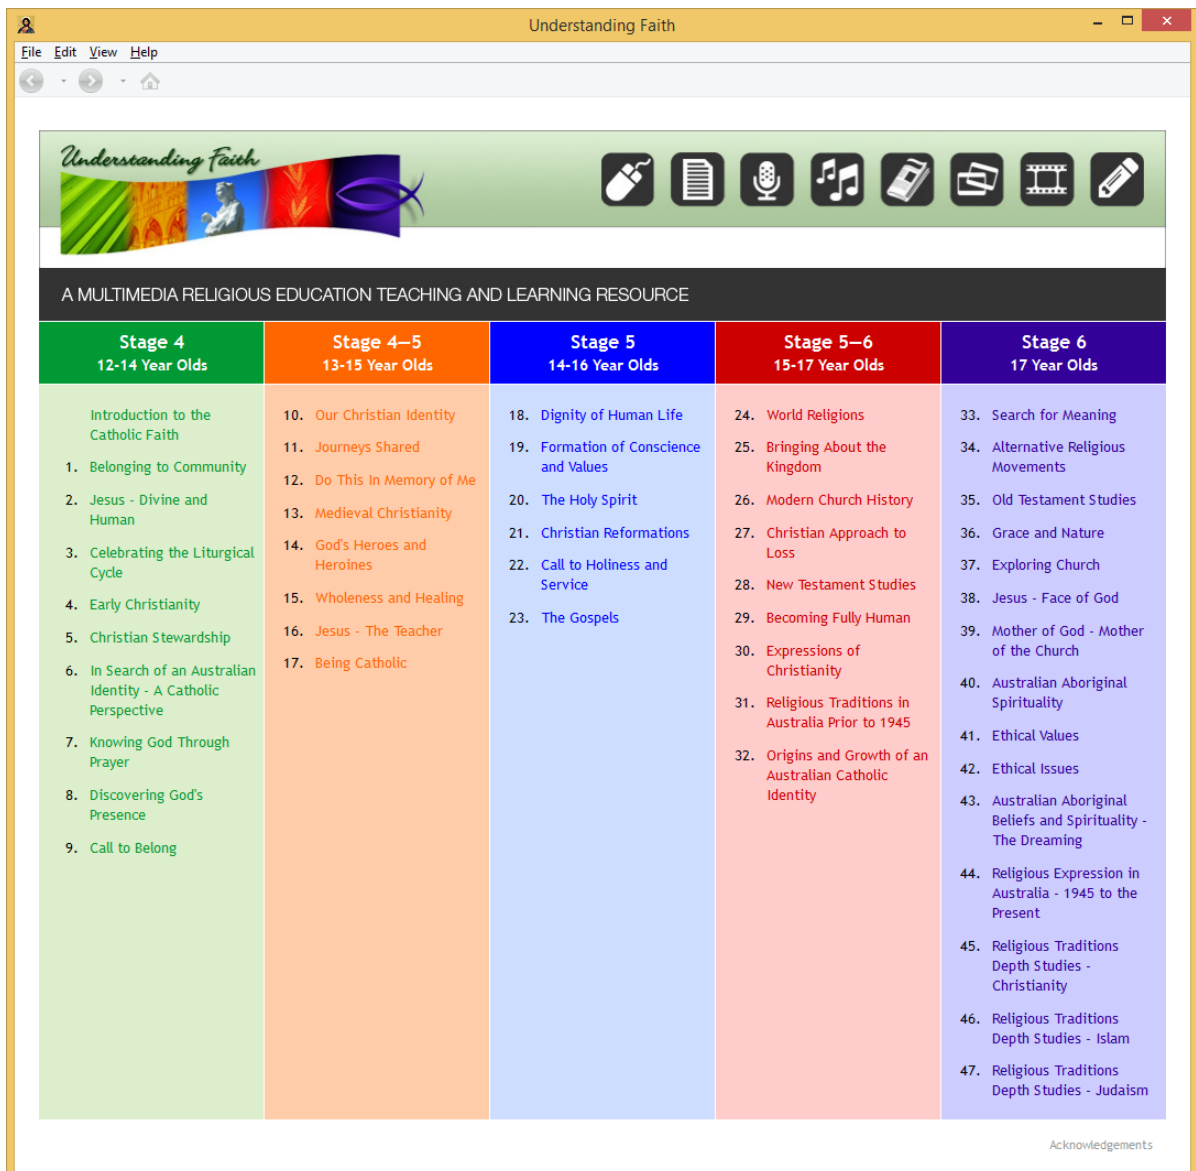 Understanding Faith
File Edit View Help
Understanding Faith
A MULTIMEDIA RELIGIOUS EDUCATION TEACHING AND LEARNING RESOURCE
Stage 4
12-14 Year Olds
Introduction to the
Catholic Faith
1. Belonging to Community
2. Jesus - Divine and
Human
3. Celebrating the Liturgical
Cycle
4. Early Christianity
5. Christian Stewardship
6. In Search of an Australian
Identity - A Catholic
Perspective
7. Knowing God Through
Prayer
8. Discovering God's
Presence
9. Call to Belong
Stage 4—5
13-15 Year Olds
10. Our Christian Identity
11. Journeys Shared
12. Do This In Memory of Me
13. Medieval Christianity
14. God's Heroes and
Heroines
15. Wholeness and Healing
16. Jesus - The Teacher
17. Being Catholic
Stage 5
14-16 Year Olds
18. Dignity of Human Life
19. Formation of Conscience
and Values
20. The Holy Spirit
21. Christian Reformations
22. Call to Holiness and
Service
23. The Gospels
Stage 5—6
15-17 Year Olds
24. World Religions
25. Bringing About the
Kingdom
26. Modern Church History
27. Christian Approach to
Loss
28. New Testament Studies
29. Becoming Fully Human
30. Expressions of
Christianity
31. Religious Traditions in
Australia Prior to 1945
32. Origins and Growth of an
Australian Catholic
Identity
Stage 6
17 Year Olds
33. Search for Meaning
34. Alternative Religious
Movements
35. Old Testament Studies
36. Grace and Nature
37. Exploring Church
38. Jesus - Face of God
39. Mother of God - Mother
of the Church
40. Australian Aboriginal
Spirituality
41. Ethical Values
42. Ethical Issues
43. Australian Aboriginal
Beliefs and Spirituality -
The Dreaming
44. Religious Expression in
Australia - 1945 to the
Present
45. Religious Traditions
Depth Studies -
Christianity
46. Religious Traditions
Depth Studies - Islam
47. Religious Traditions
Depth Studies - Judaism
Acknowledgements